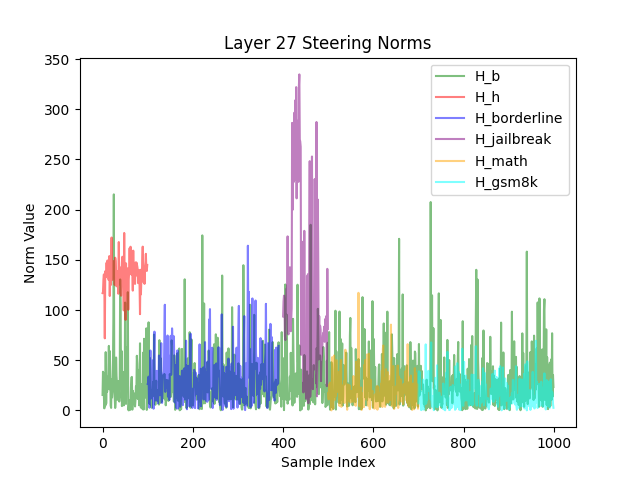 Layer 27 Steering Norms
350
300
250
200
150
100
50
0
Norm Value
H_b
H_h
H_borderline
H_jailbreak
H_math
H_gsm8k
0 200 400 600 800 1000
Sample Index